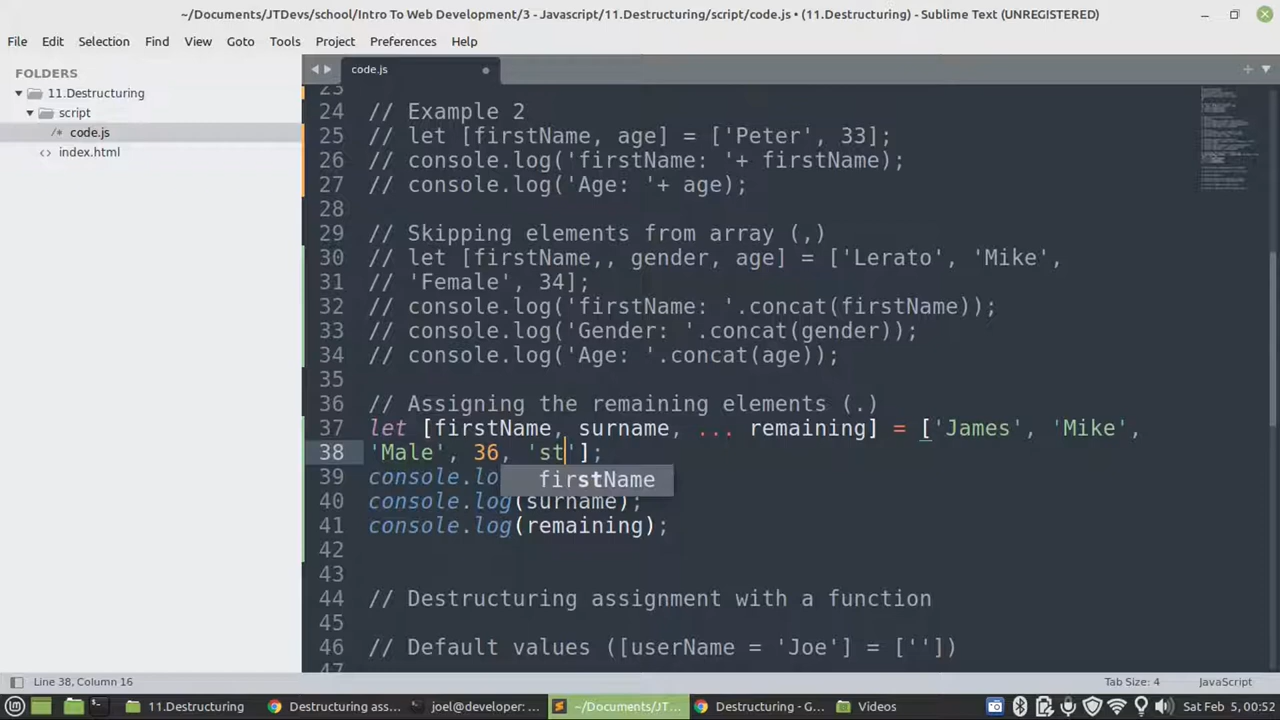 ~/Documents/JTDevs/school/Intro To Web Development/3 - Javascript/11.Destructuring/script/code.js • (11.Destructuring) - Sublime Text (UNREGISTERED)
File Edit Selection Find View Goto Tools Project Preferences Help
FOLDERS
11.Destructuring
script
/* code.js
<> index.html
code.js
23
24 // Example 2
25 // let [firstName, age] = ['Peter', 33];
26 // console.log('firstName: '+ firstName);
27 // console.log('Age: '+ age);
28
29 // Skipping elements from array (,)
30 // let [firstName,, gender, age] = ['Lerato', 'Mike',
31 // 'Female', 34];
32 // console.log('firstName: '.concat(firstName));
33 // console.log('Gender: '.concat(gender));
34 // console.log('Age: '.concat(age));
35
36 // Assigning the remaining elements (.)
37 let [firstName, surname, ... remaining] = ['James', 'Mike',
38 'Male', 36, 'st'];
39 console.lo
firstName
40 console.log(surname);
41 console.log(remaining);
42
43
44 // Destructuring assignment with a function
45
46 // Default values ([userName = 'Joe'] = [''])
47
Line 38, Column 16 Tab Size: 4 JavaScript
11.Destructuring Destructuring ass... joel@developer: ... ~/Documents/JT... Destructuring - G... Videos Sat Feb 5, 00:52